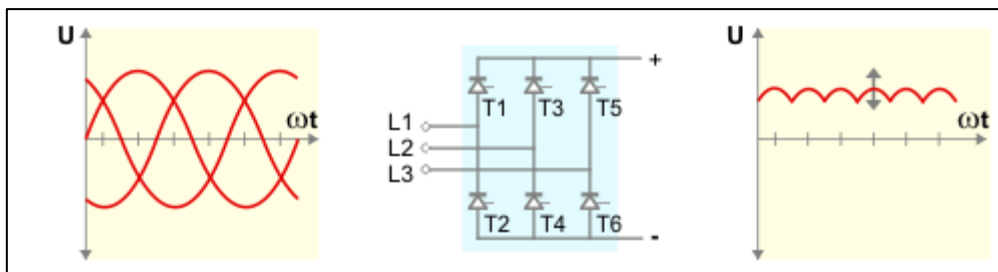 U
ωt
L1
L2
L3
T1 T3 T5
T2 T4 T6
+
-
U
ωt